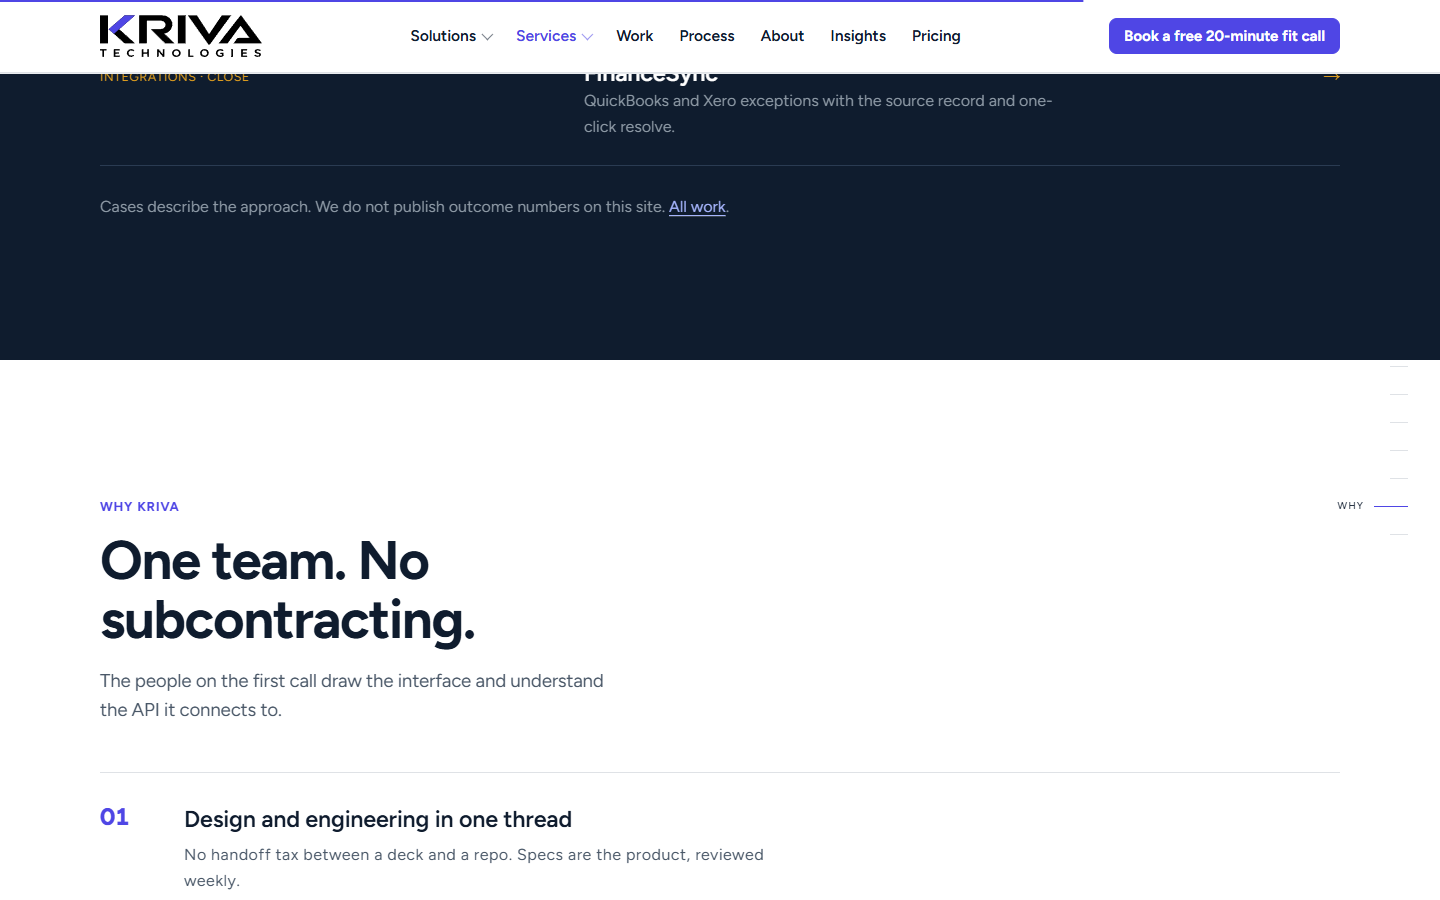 KRIVA
TECHNOLOGIES
Solutions
Services
Work
Process
About
Insights
Pricing
Book a free 20-minute fit call
INTEGRATIONS · CLOSE
FinanceSync
→
QuickBooks and Xero exceptions with the source record and one-
click resolve.
Cases describe the approach. We do not publish outcome numbers on this site. All work.
WHY KRIVA
WHY
One team. No
subcontracting.
The people on the first call draw the interface and understand
the API it connects to.
01
Design and engineering in one thread
No handoff tax between a deck and a repo. Specs are the product, reviewed
weekly.